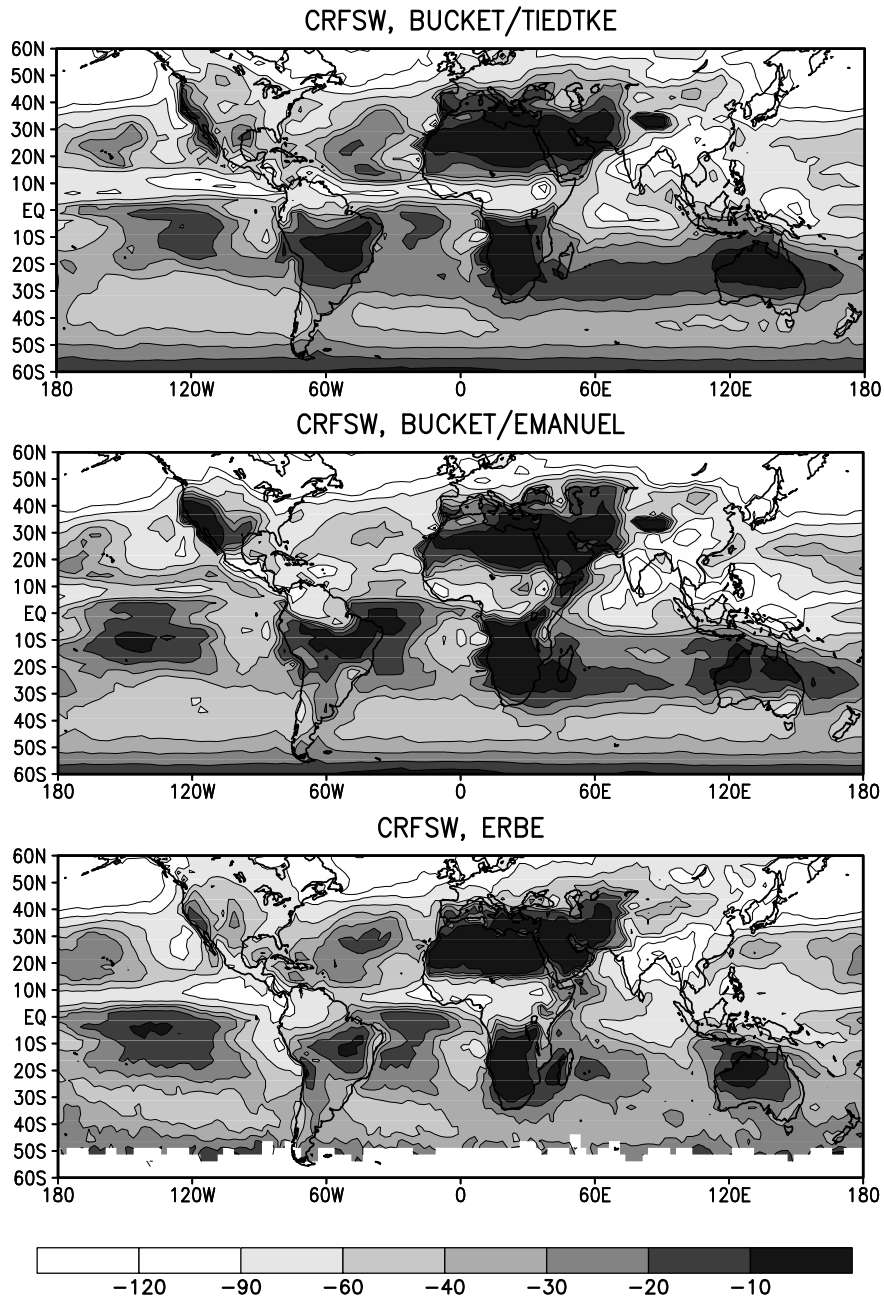 CRFSW, BUCKET/TIEDTKE
60N
50N
40N
30N
20N
10N
EQ
10S
20S
30S
40S
50S
60S
180 120W 60W 0 60E 120E 180
CRFSW, BUCKET/EMANUEL
60N
50N
40N
30N
20N
10N
EQ
10S
20S
30S
40S
50S
60S
180 120W 60W 0 60E 120E 180
CRFSW, ERBE
60N
50N
40N
30N
20N
10N
EQ
10S
20S
30S
40S
50S
60S
180 120W 60W 0 60E 120E 180
−120 −90 −60 −40 −30 −20 −10